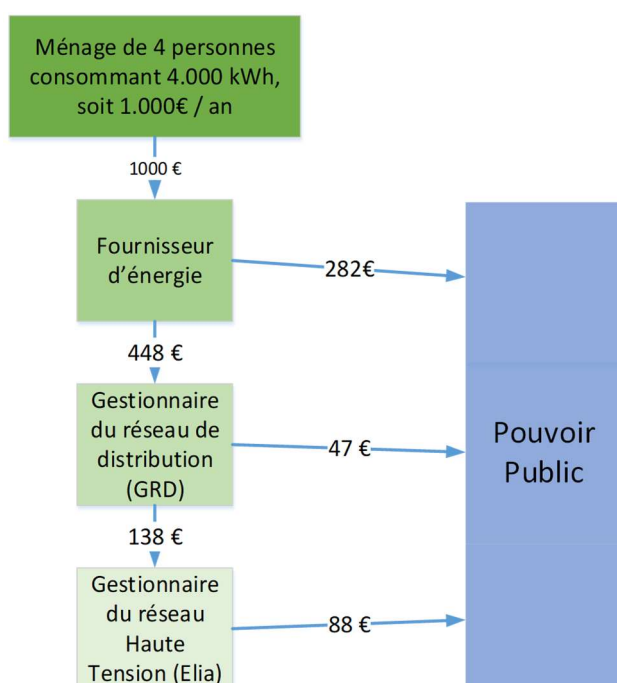 Ménage de 4 personnes
consommant 4.000 kWh,
soit 1.000€ / an
1000 €
Fournisseur
d’énergie
282€
448 €
Gestionnaire
du réseau de
distribution
(GRD)
47 €
Pouvoir
Public
138 €
Gestionnaire
du réseau
Haute
Tension (Elia)
88 €